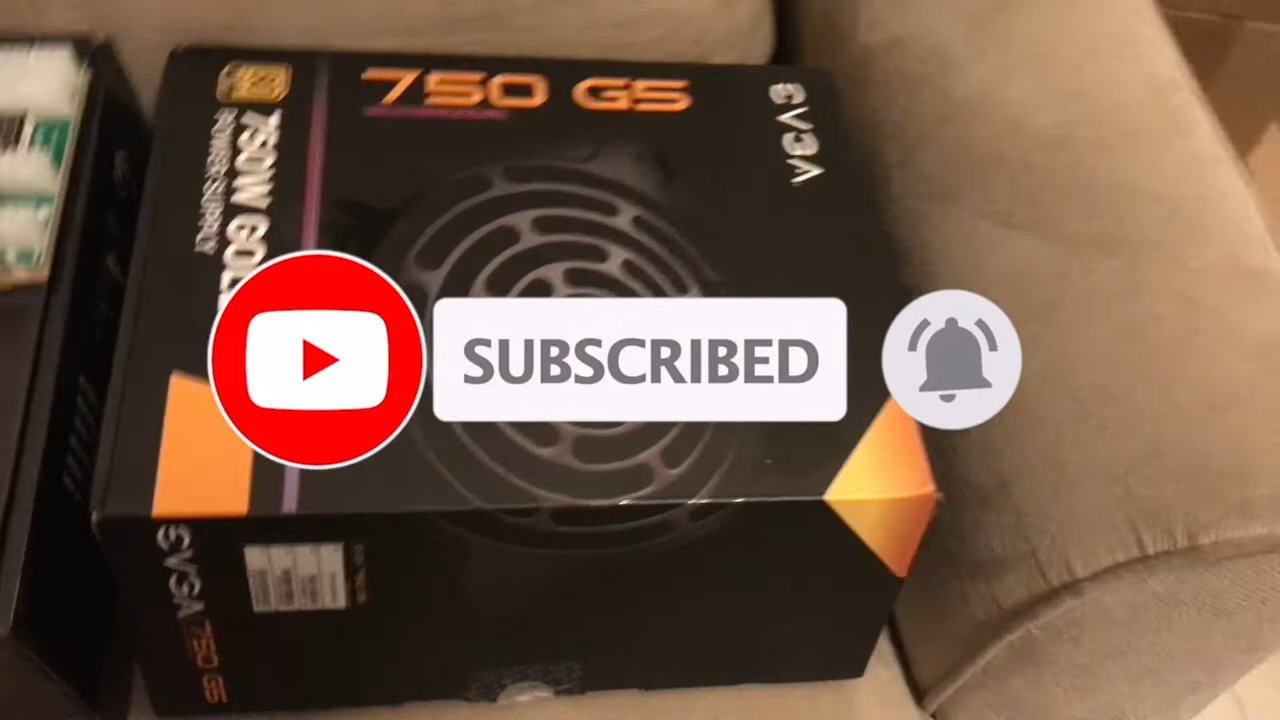 750 G5
EVGA
750W GOLD
POWER SUPPLY
SUBSCRIBED
EVGA 750 G5